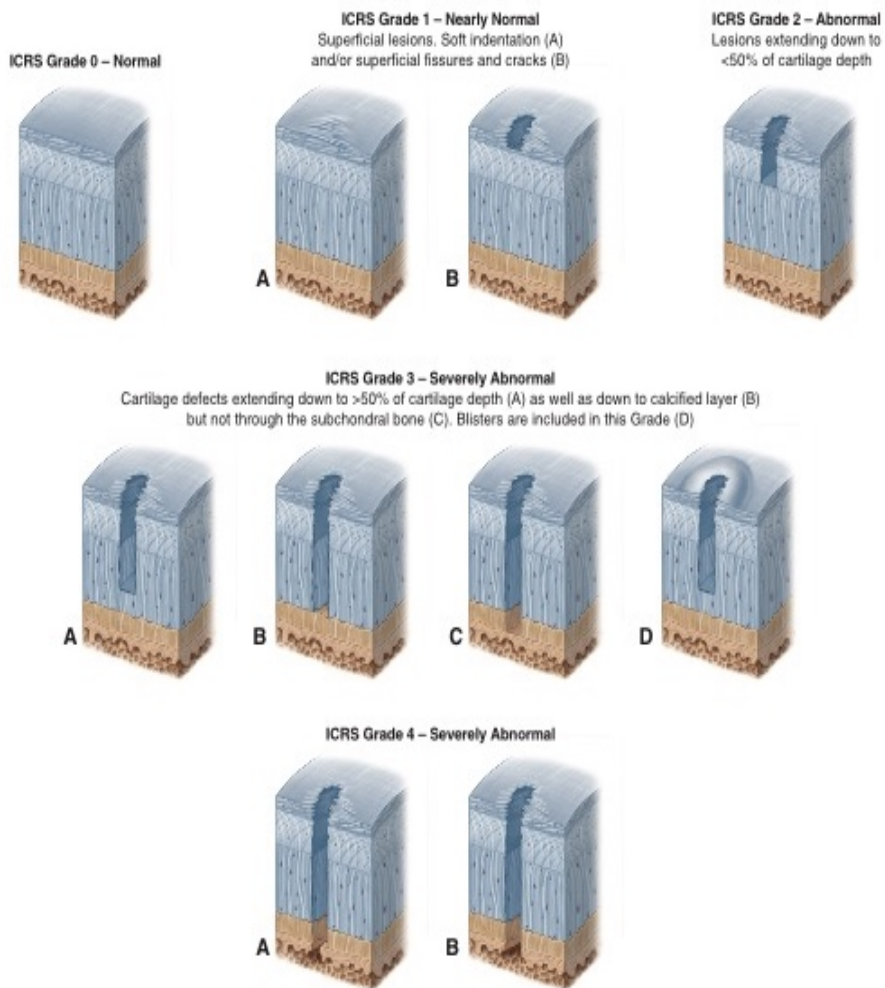 ICRS Grade 0 – Normal
ICRS Grade 1 – Nearly Normal
Superficial lesions. Soft indentation (A)
and/or superficial fissures and cracks (B)
ICRS Grade 2 – Abnormal
Lesions extending down to
<50% of cartilage depth
A
B
ICRS Grade 3 – Severely Abnormal
Cartilage defects extending down to >50% of cartilage depth (A) as well as down to calcified layer (B)
but not through the subchondral bone (C). Blisters are included in this Grade (D)
A
B
C
D
ICRS Grade 4 – Severely Abnormal
A
B